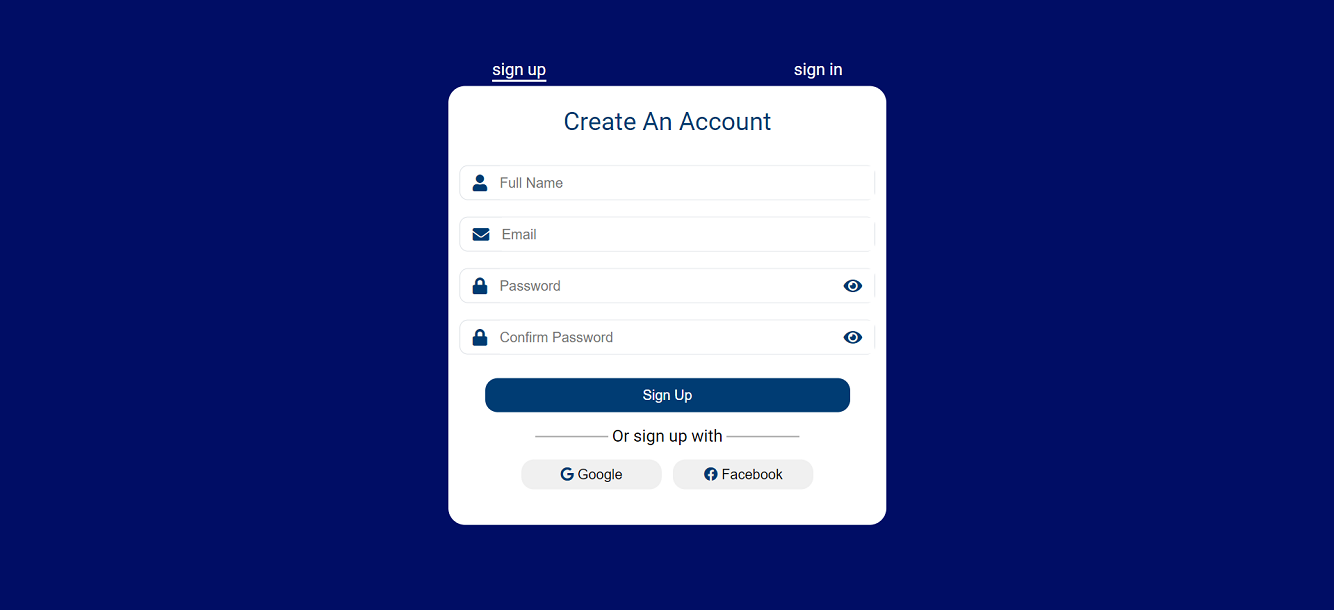 sign up sign in
Create An Account
Full Name
Email
Password
Confirm Password
Sign Up
Or sign up with
Google Facebook